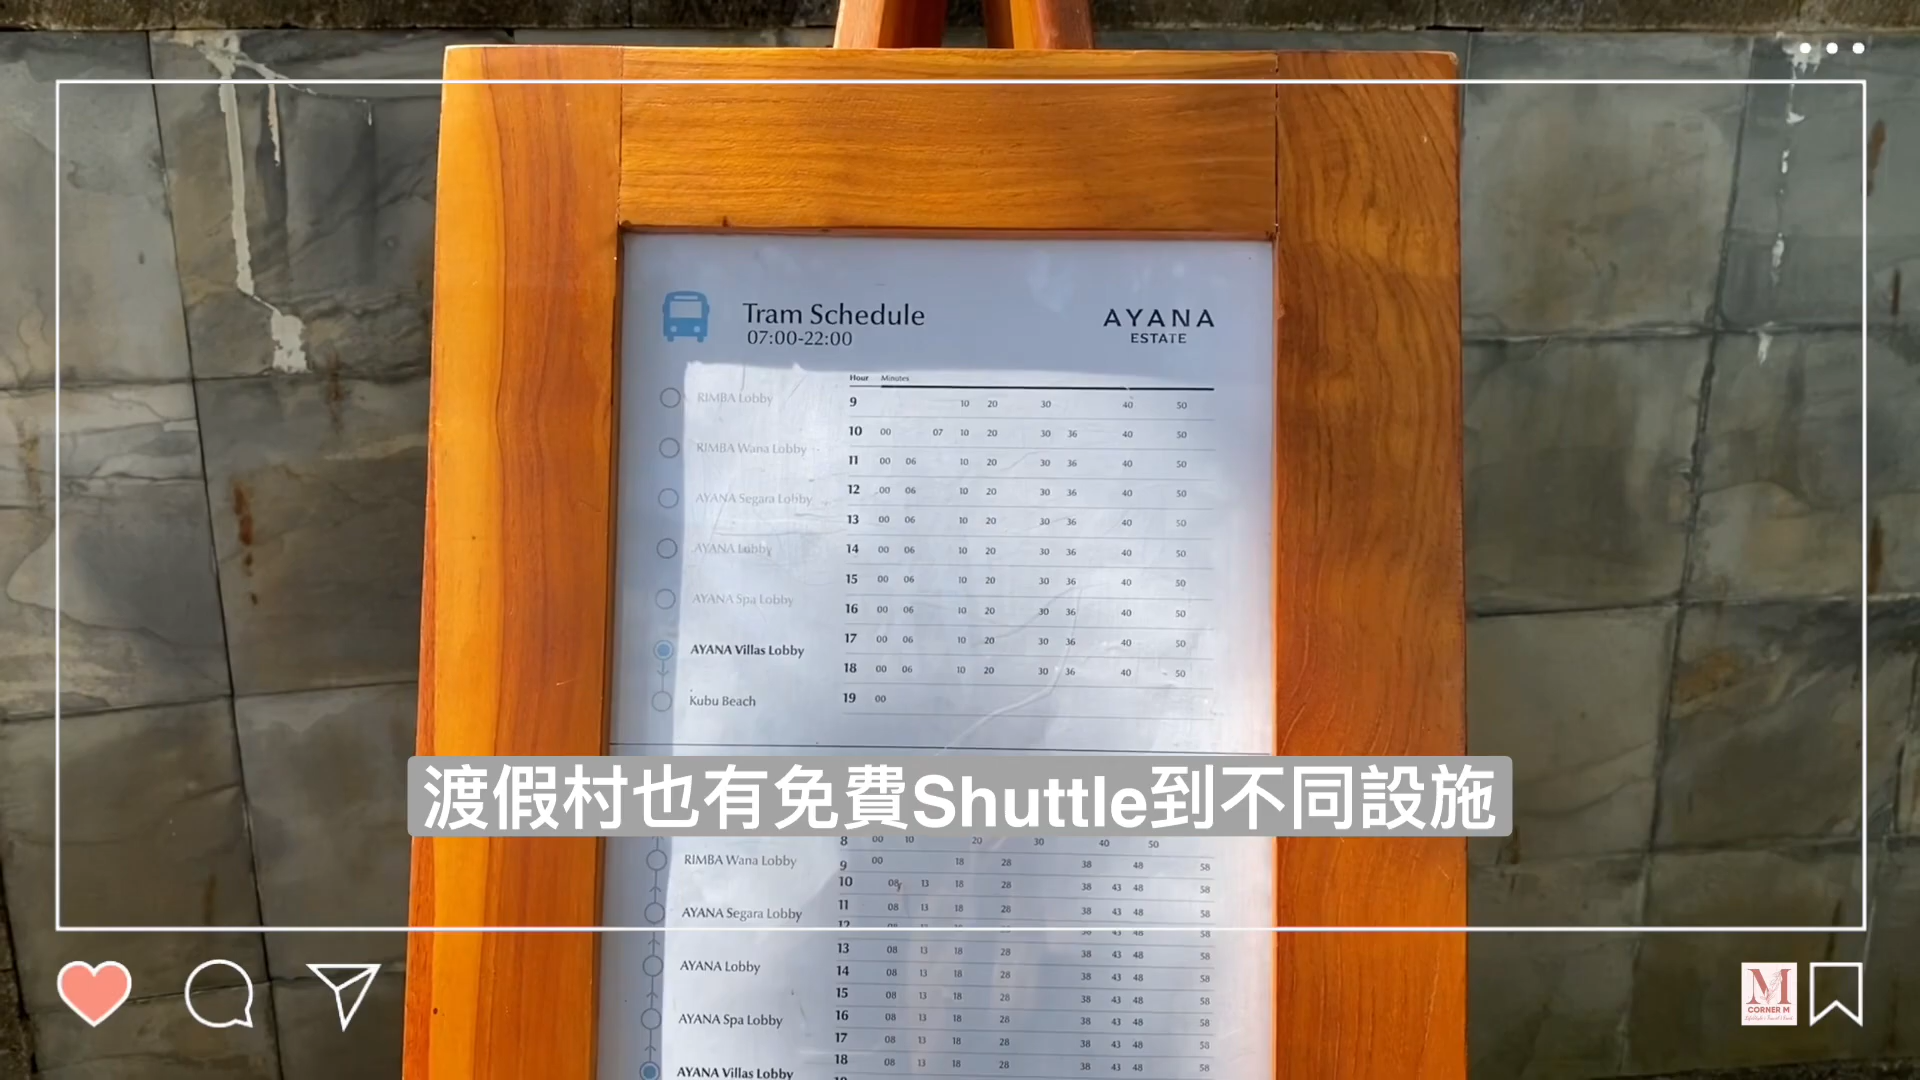 Tram Schedule
07:00-22:00
AYANA
ESTATE
Hour Minutes
RIMBA Lobby
RIMBA Wana Lobby
AYANA Segara Lobby
AYANA Lobby
AYANA Spa Lobby
AYANA Villas Lobby
Kubu Beach
9 10 20 30 40 50
10 00 07 10 20 30 36 40 50
11 00 06 10 20 30 36 40 50
12 00 06 10 20 30 36 40 50
13 00 06 10 20 30 36 40 50
14 00 06 10 20 30 36 40 50
15 00 06 10 20 30 36 40 50
16 00 06 10 20 30 36 40 50
17 00 06 10 20 30 36 40 50
18 00 06 10 20 30 36 40 50
19 00
渡假村也有免費Shuttle到不同設施
RIMBA Wana Lobby
AYANA Segara Lobby
AYANA Lobby
AYANA Spa Lobby
AYANA Villas Lobby
8 00 10 20 30 40 50
9 00 18 28 38 48 58
10 08 13 18 28 38 43 48 58
11 08 13 18 28 38 43 48 58
12 43 48 58
13 08 13 18 28 38 43 48 58
14 08 13 18 28 38 43 48 58
15 08 13 18 28 38 43 48 58
16 08 13 18 28 38 43 48 58
17 08 13 18 28 38 43 48 58
18 08 13 18 28 38 43 48 58
M
CORNER M